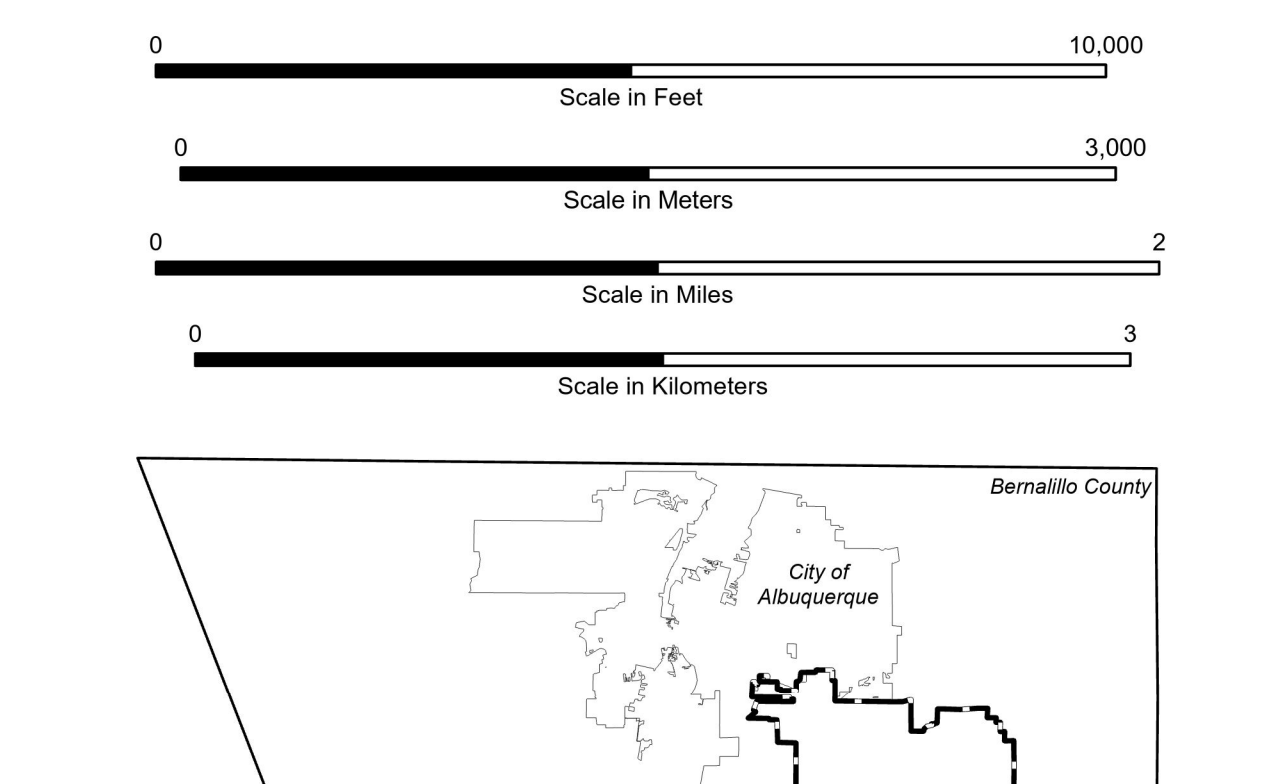 0 10,000
Scale in Feet
0 3,000
Scale in Meters
0 2
Scale in Miles
0 3
Scale in Kilometers
Bernalillo County
City of
Albuquerque